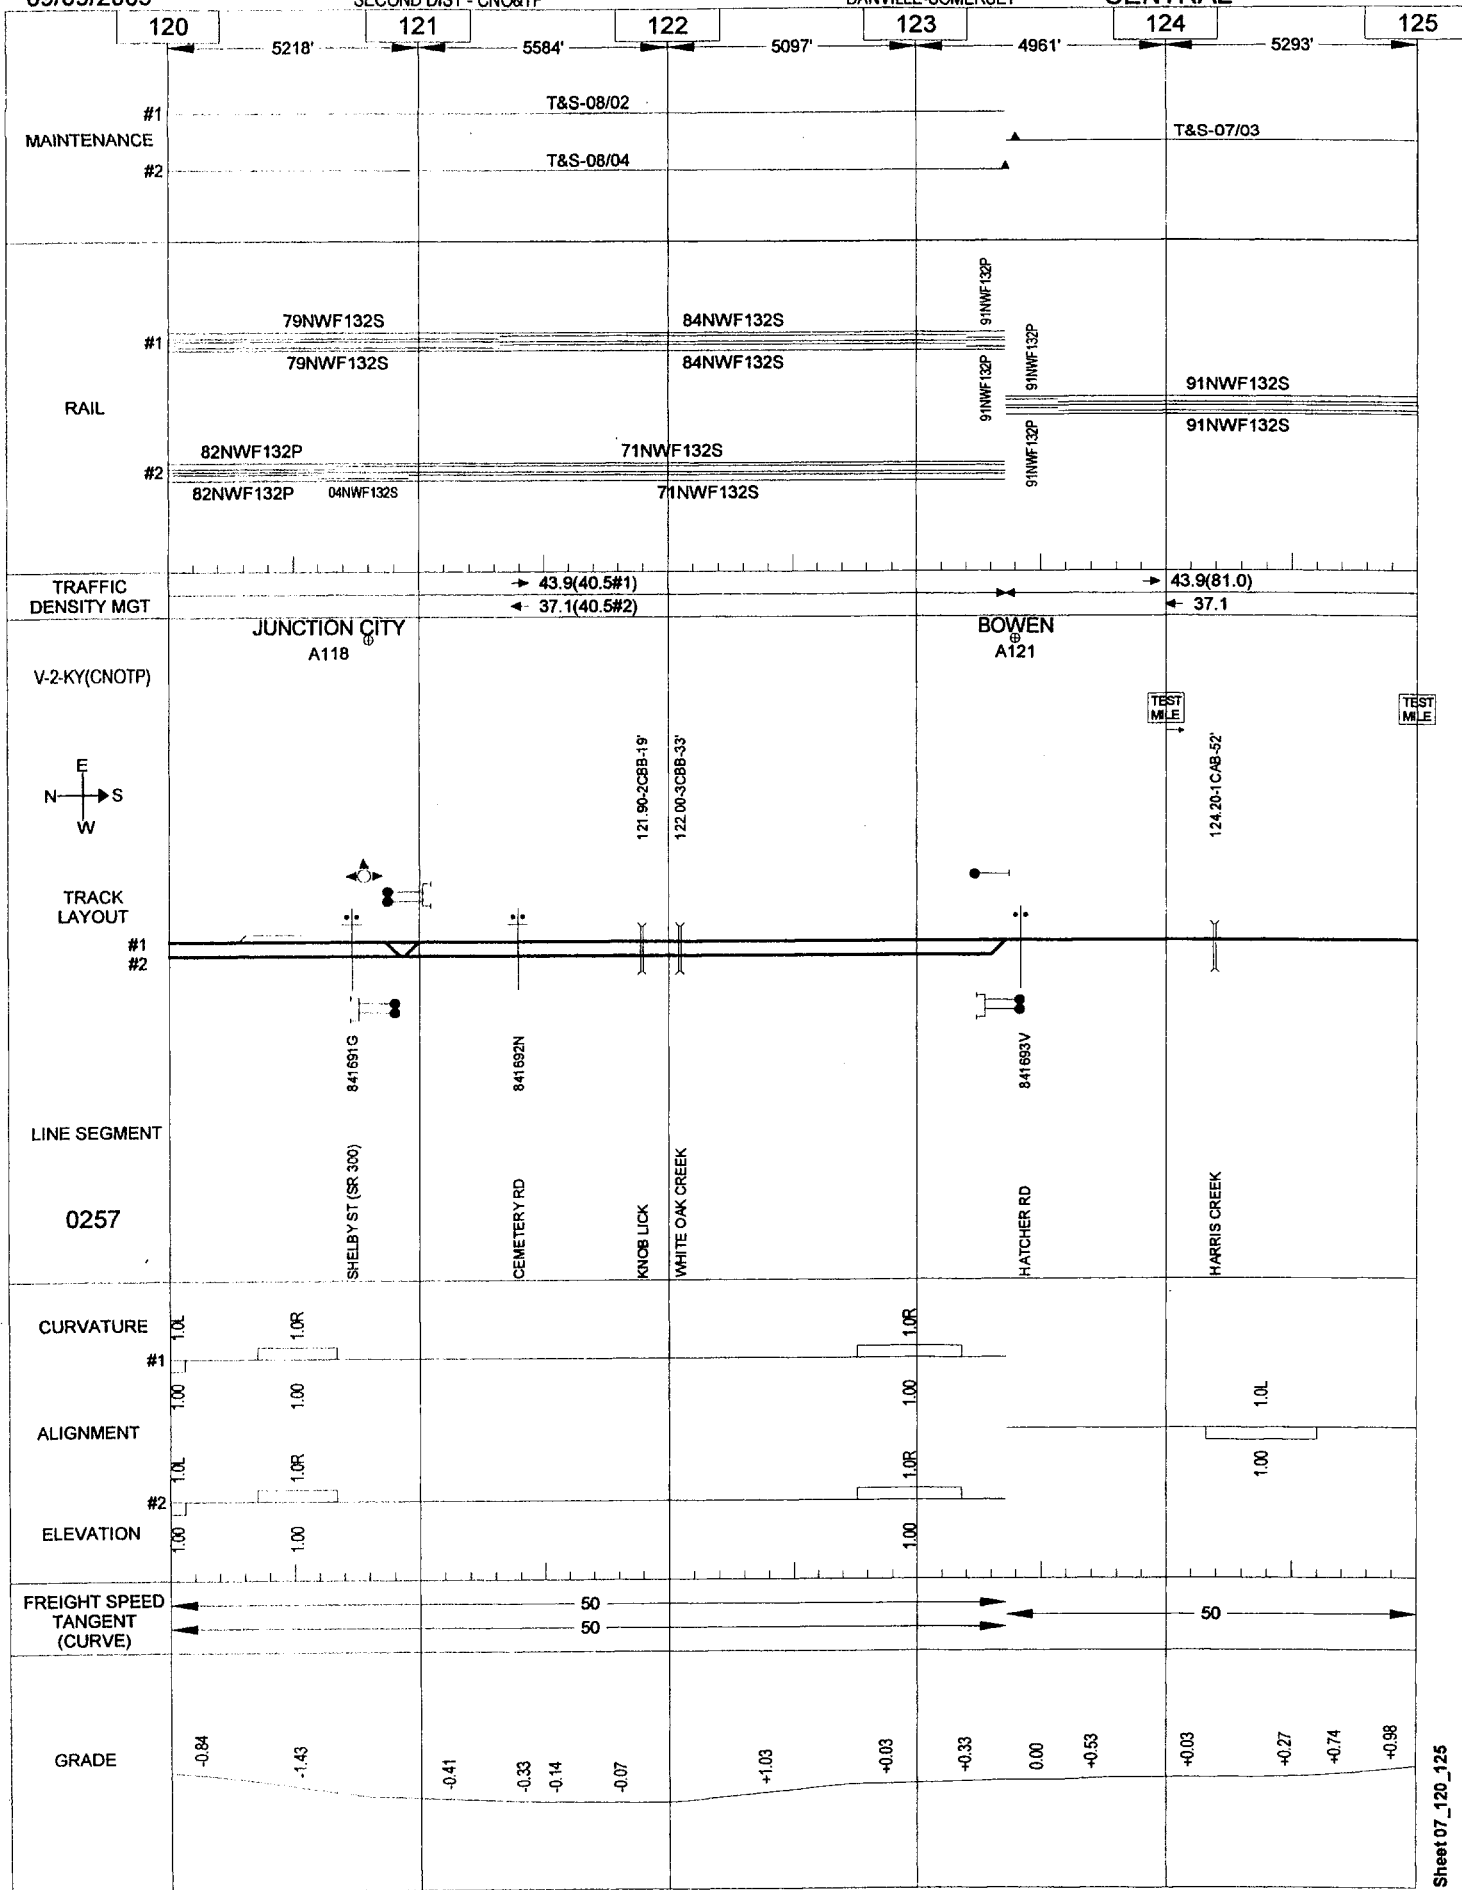 120 121 122 123 124 125
5218' 5584' 5097' 4961' 5293'
#1 T&S-08/02
MAINTENANCE T&S-07/03
#2 T&S-08/04
79NWF132S 84NWF132S
#1
79NWF132S 84NWF132S
91NWF132P
91NWF132P
91NWF132P
91NWF132P
RAIL
91NWF132S
91NWF132S
82NWF132P 71NWF132S
#2
82NWF132P 04NWF132S 71NWF132S
TRAFFIC
DENSITY MGT
43.9(40.5#1) 43.9(81.0)
37.1(40.5#2) 37.1
JUNCTION CITY BOWEN
A118 A121
V-2-KY(CNOTP)
TEST
MILE
TEST
MILE
E
N S
W
121.90-2CBB-19'
122.00-3CBB-33'
124.20-1CAB-52'
TRACK
LAYOUT
#1
#2
841691G
841692N
841693V
LINE SEGMENT
0257
SHELBY ST (SR 300)
CEMETERY RD
KNOB LICK
WHITE OAK CREEK
HATCHER RD
HARRIS CREEK
CURVATURE
1.0L 1.0R 1.0R
#1
1.00 1.00 1.00
1.0L
ALIGNMENT
1.00
1.0L 1.0R 1.0R
#2
1.00 1.00 1.00
ELEVATION
FREIGHT SPEED
TANGENT
(CURVE)
50
50
50
GRADE
-0.84 -1.43 -0.41 -0.33 -0.14 -0.07 +1.03 +0.03 +0.33 0.00 +0.53 +0.03 +0.27 +0.74 +0.98
Sheet 07_120_125